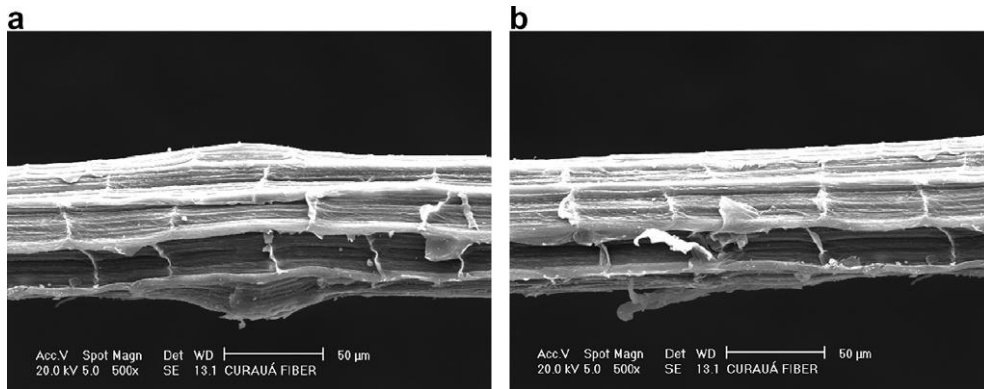 a
b
Acc.V Spot Magn Det WD 50 µm
20.0 kV 5.0 500x SE 13.1 CURAUÁ FIBER
Acc.V Spot Magn Det WD 50 µm
20.0 kV 5.0 500x SE 13.1 CURAUÁ FIBER